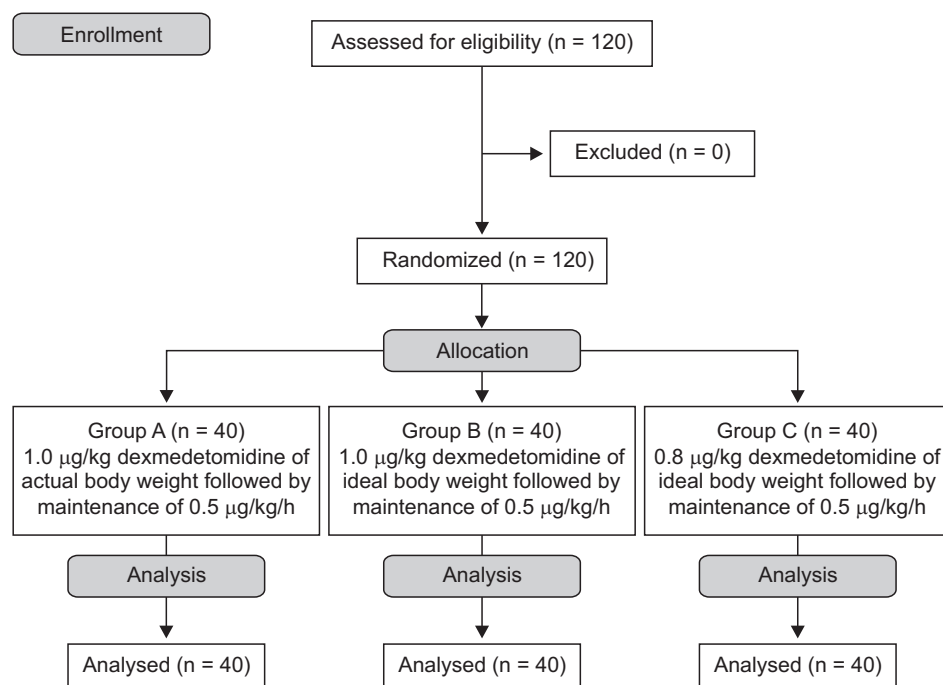 Enrollment
Assessed for eligibility (n = 120)
Excluded (n = 0)
Randomized (n = 120)
Allocation
Group A (n = 40)
1.0 μg/kg dexmedetomidine of
actual body weight followed by
maintenance of 0.5 μg/kg/h
Group B (n = 40)
1.0 μg/kg dexmedetomidine of
ideal body weight followed by
maintenance of 0.5 μg/kg/h
Group C (n = 40)
0.8 μg/kg dexmedetomidine of
ideal body weight followed by
maintenance of 0.5 μg/kg/h
Analysis
Analysis
Analysis
Analysed (n = 40)
Analysed (n = 40)
Analysed (n = 40)